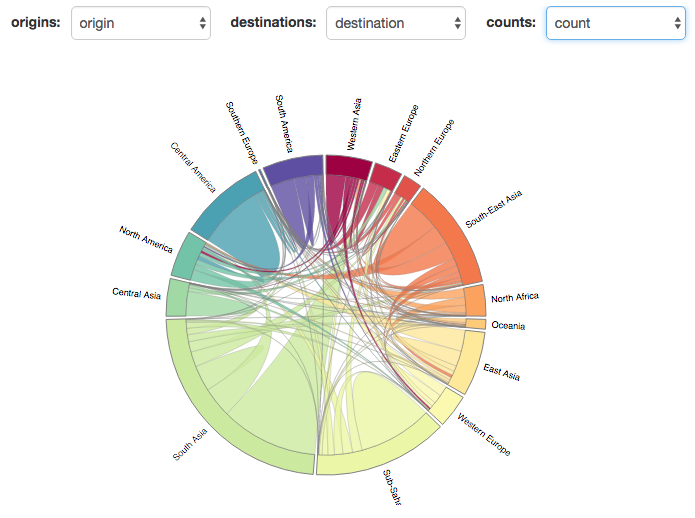 origins: origin destinations: destination counts: count
Southern Europe
South America
Western Asia
Eastern Europe
Northern Europe
Central America
South-East Asia
North America
Central Asia
North Africa
Oceania
East Asia
Western Europe
South Asia
Sub-Saha